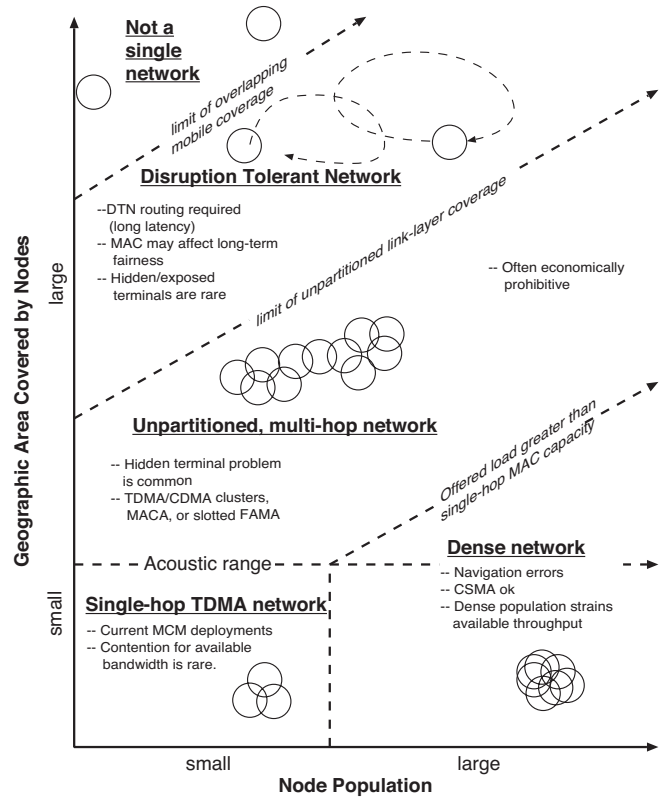 Not a
single
network
limit of overlapping
mobile coverage
Disruption Tolerant Network
--DTN routing required
(long latency)
-- MAC may affect long-term
fairness
-- Hidden/exposed
terminals are rare
limit of unpartitioned link-layer coverage
-- Often economically
prohibitive
Unpartitioned, multi-hop network
-- Hidden terminal problem
is common
-- TDMA/CDMA clusters,
MACA, or slotted FAMA
Offered load greater than
single-hop MAC capacity
Acoustic range
Dense network
-- Navigation errors
-- CSMA ok
-- Dense population strains
available throughput
Single-hop TDMA network
-- Current MCM deployments
-- Contention for available
bandwidth is rare.
Geographic Area Covered by Nodes
large
small
small
large
Node Population